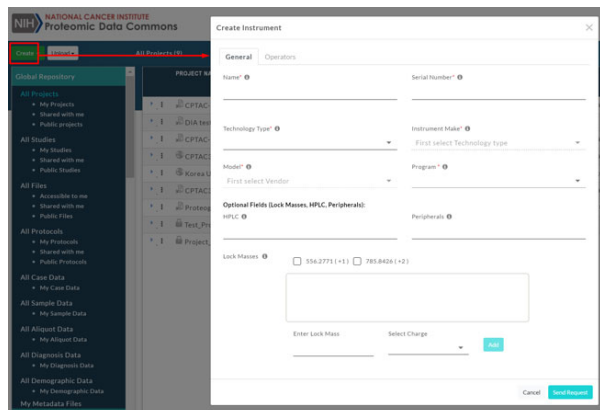 NIH NATIONAL CANCER INSTITUTE
Proteomic Data Commons
Create Upload All Projects (9)
Global Repository
PROJECT NA
All Projects
My Projects
Shared with me
Public projects
All Studies
My Studies
Shared with me
Public Studies
All Files
Accessible to me
Shared with me
Public Files
All Protocols
My Protocols
Shared with me
Public Protocols
All Case Data
My Case Data
All Sample Data
My Sample Data
All Aliquot Data
My Aliquot Data
All Diagnosis Data
My Diagnosis Data
All Demographic Data
My Demographic Data
My Metadata Files
CPTAC-
DIA test
CPTAC-
CPTAC3
Korea U
CPTAC3
Proteog
Test_Pro
Project_
Create Instrument
General Operators
Name* Serial Number*
Technology Type* Instrument Make*
First select Technology type
Model* Program *
First select Vendor
Optional Fields (Lock Masses, HPLC, Peripherals):
HPLC Peripherals
Lock Masses 556.2771 (+1) 785.8426 (+2)
Enter Lock Mass Select Charge
Add
Cancel Send Request